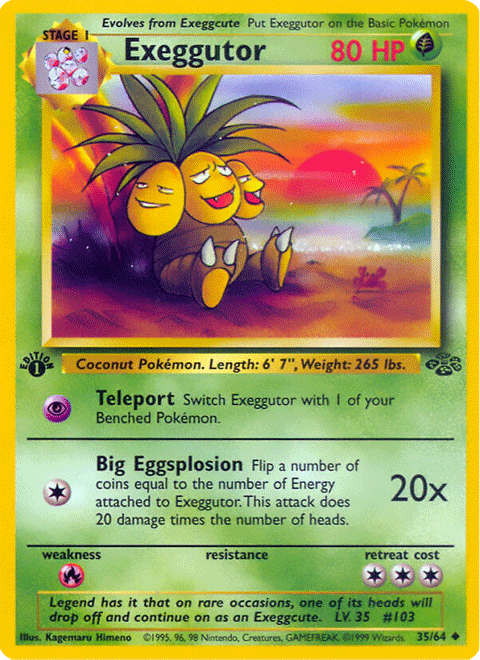 Evolves from Exeggcute Put Exeggutor on the Basic Pokémon
STAGE 1
Exeggutor 80 HP
EDITION
1
Coconut Pokémon. Length: 6' 7", Weight: 265 lbs.
Teleport Switch Exeggutor with 1 of your
Benched Pokémon.
Big Eggsplosion Flip a number of
coins equal to the number of Energy
attached to Exeggutor. This attack does
20 damage times the number of heads.
20x
weakness resistance retreat cost
Legend has it that on rare occasions, one of its heads will
drop off and continue on as an Exeggcute. LV. 35 #103
Illus. Kagemaru Himeno ©1995, 96, 98 Nintendo, Creatures, GAMEFREAK. ©1999 Wizards. 35/64